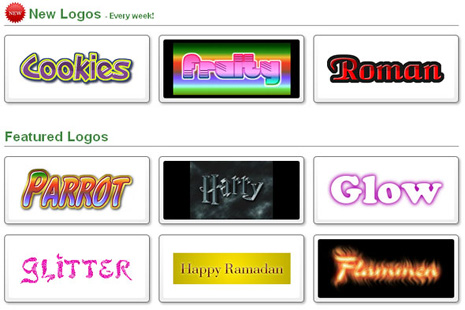 NEW New Logos - Every week!
Cookies Fruity Roman
Featured Logos
PARROT Harry Glow
GLITTER Happy Ramadan Flammen